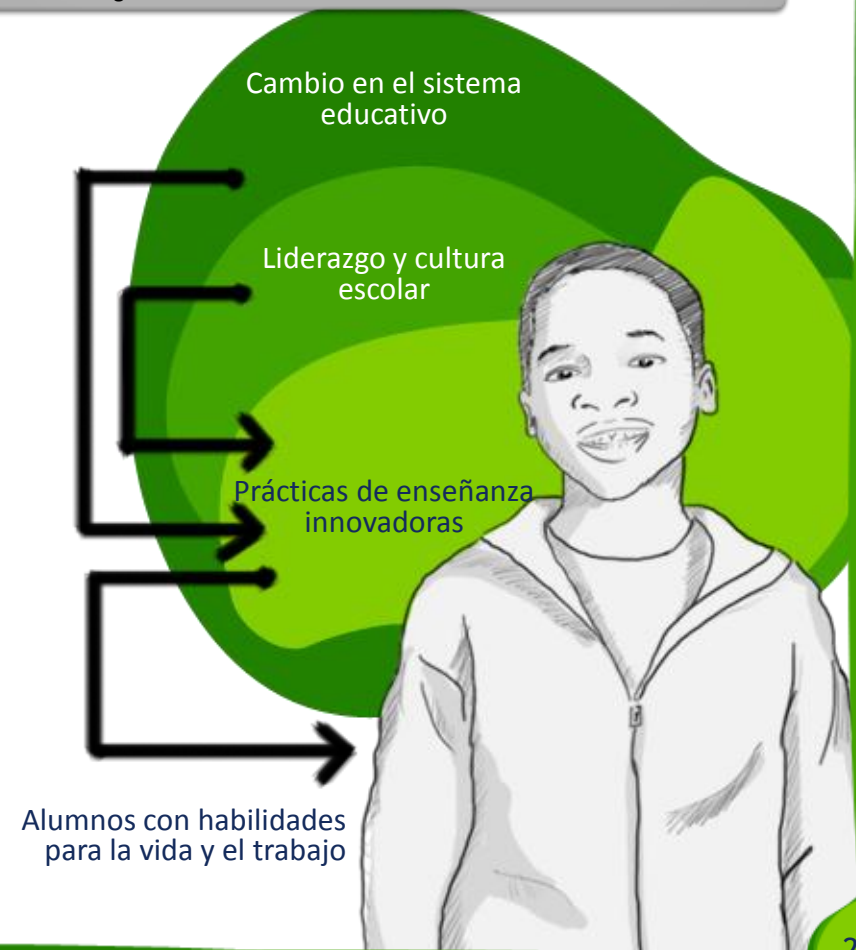 Cambio en el sistema
educativo
Liderazgo y cultura
escolar
Prácticas de enseñanza
innovadoras
Alumnos con habilidades
para la vida y el trabajo